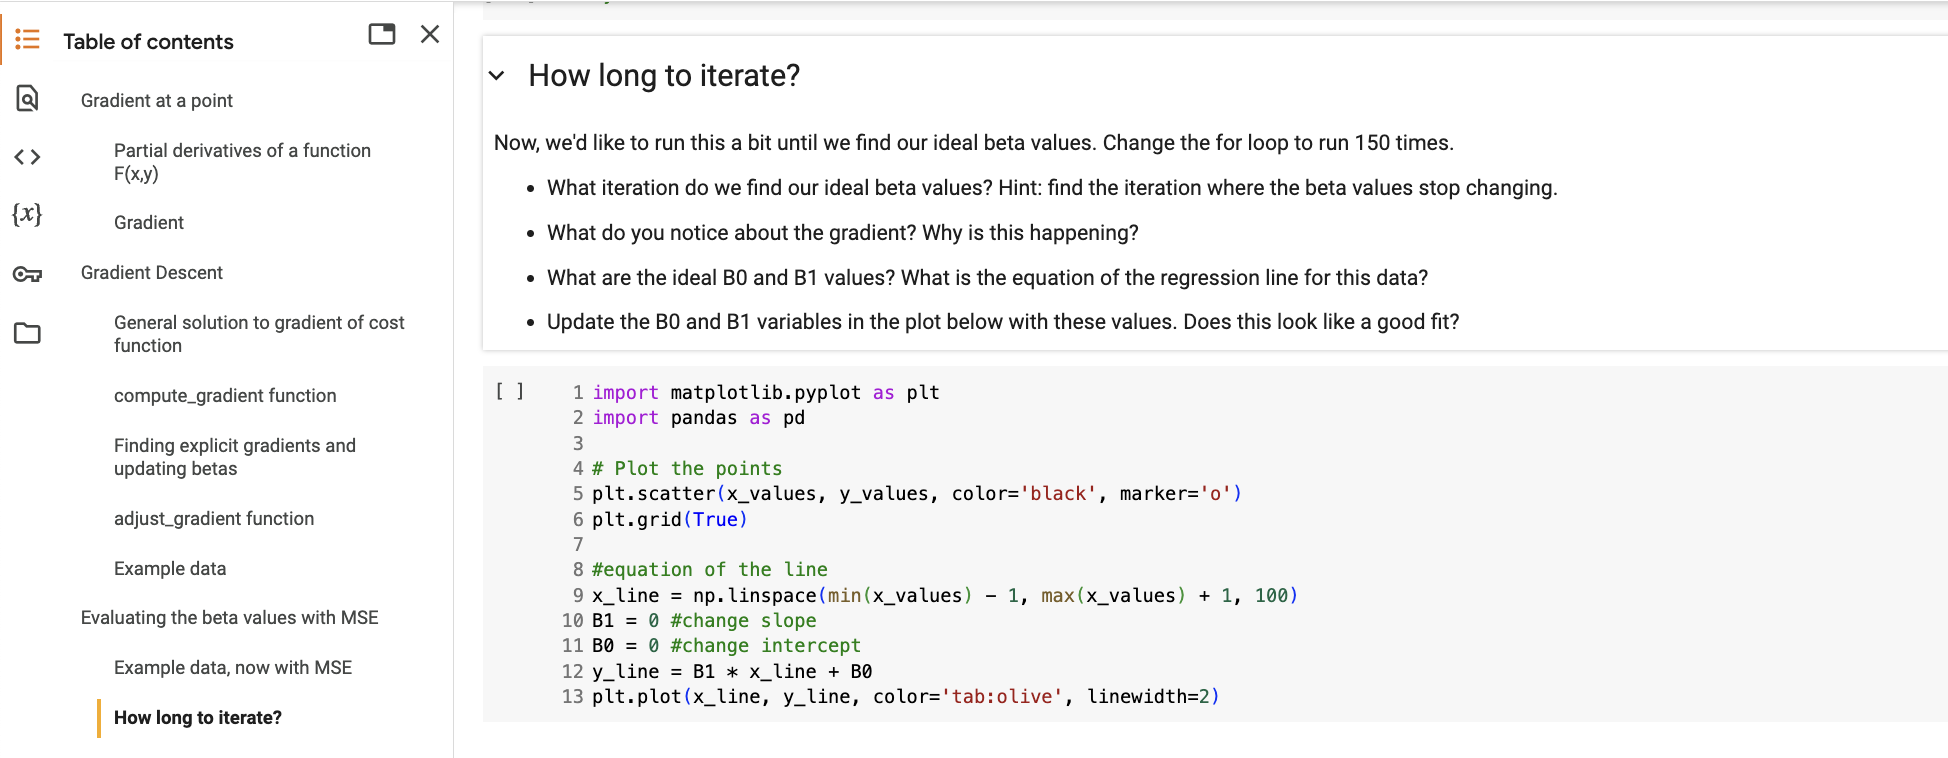 Table of contents
Gradient at a point
Partial derivatives of a function
F(x,y)
Gradient
Gradient Descent
General solution to gradient of cost
function
compute_gradient function
Finding explicit gradients and
updating betas
adjust_gradient function
Example data
Evaluating the beta values with MSE
Example data, now with MSE
How long to iterate?
How long to iterate?
Now, we'd like to run this a bit until we find our ideal beta values. Change the for loop to run 150 times.
• What iteration do we find our ideal beta values? Hint: find the iteration where the beta values stop changing.
• What do you notice about the gradient? Why is this happening?
• What are the ideal B0 and B1 values? What is the equation of the regression line for this data?
• Update the B0 and B1 variables in the plot below with these values. Does this look like a good fit?
[ ]
1 import matplotlib.pyplot as plt
2 import pandas as pd
3
4 # Plot the points
5 plt.scatter(x_values, y_values, color='black', marker='o')
6 plt.grid(True)
7
8 #equation of the line
9 x_line = np.linspace(min(x_values) - 1, max(x_values) + 1, 100)
10 B1 = 0 #change slope
11 B0 = 0 #change intercept
12 y_line = B1 * x_line + B0
13 plt.plot(x_line, y_line, color='tab:olive', linewidth=2)